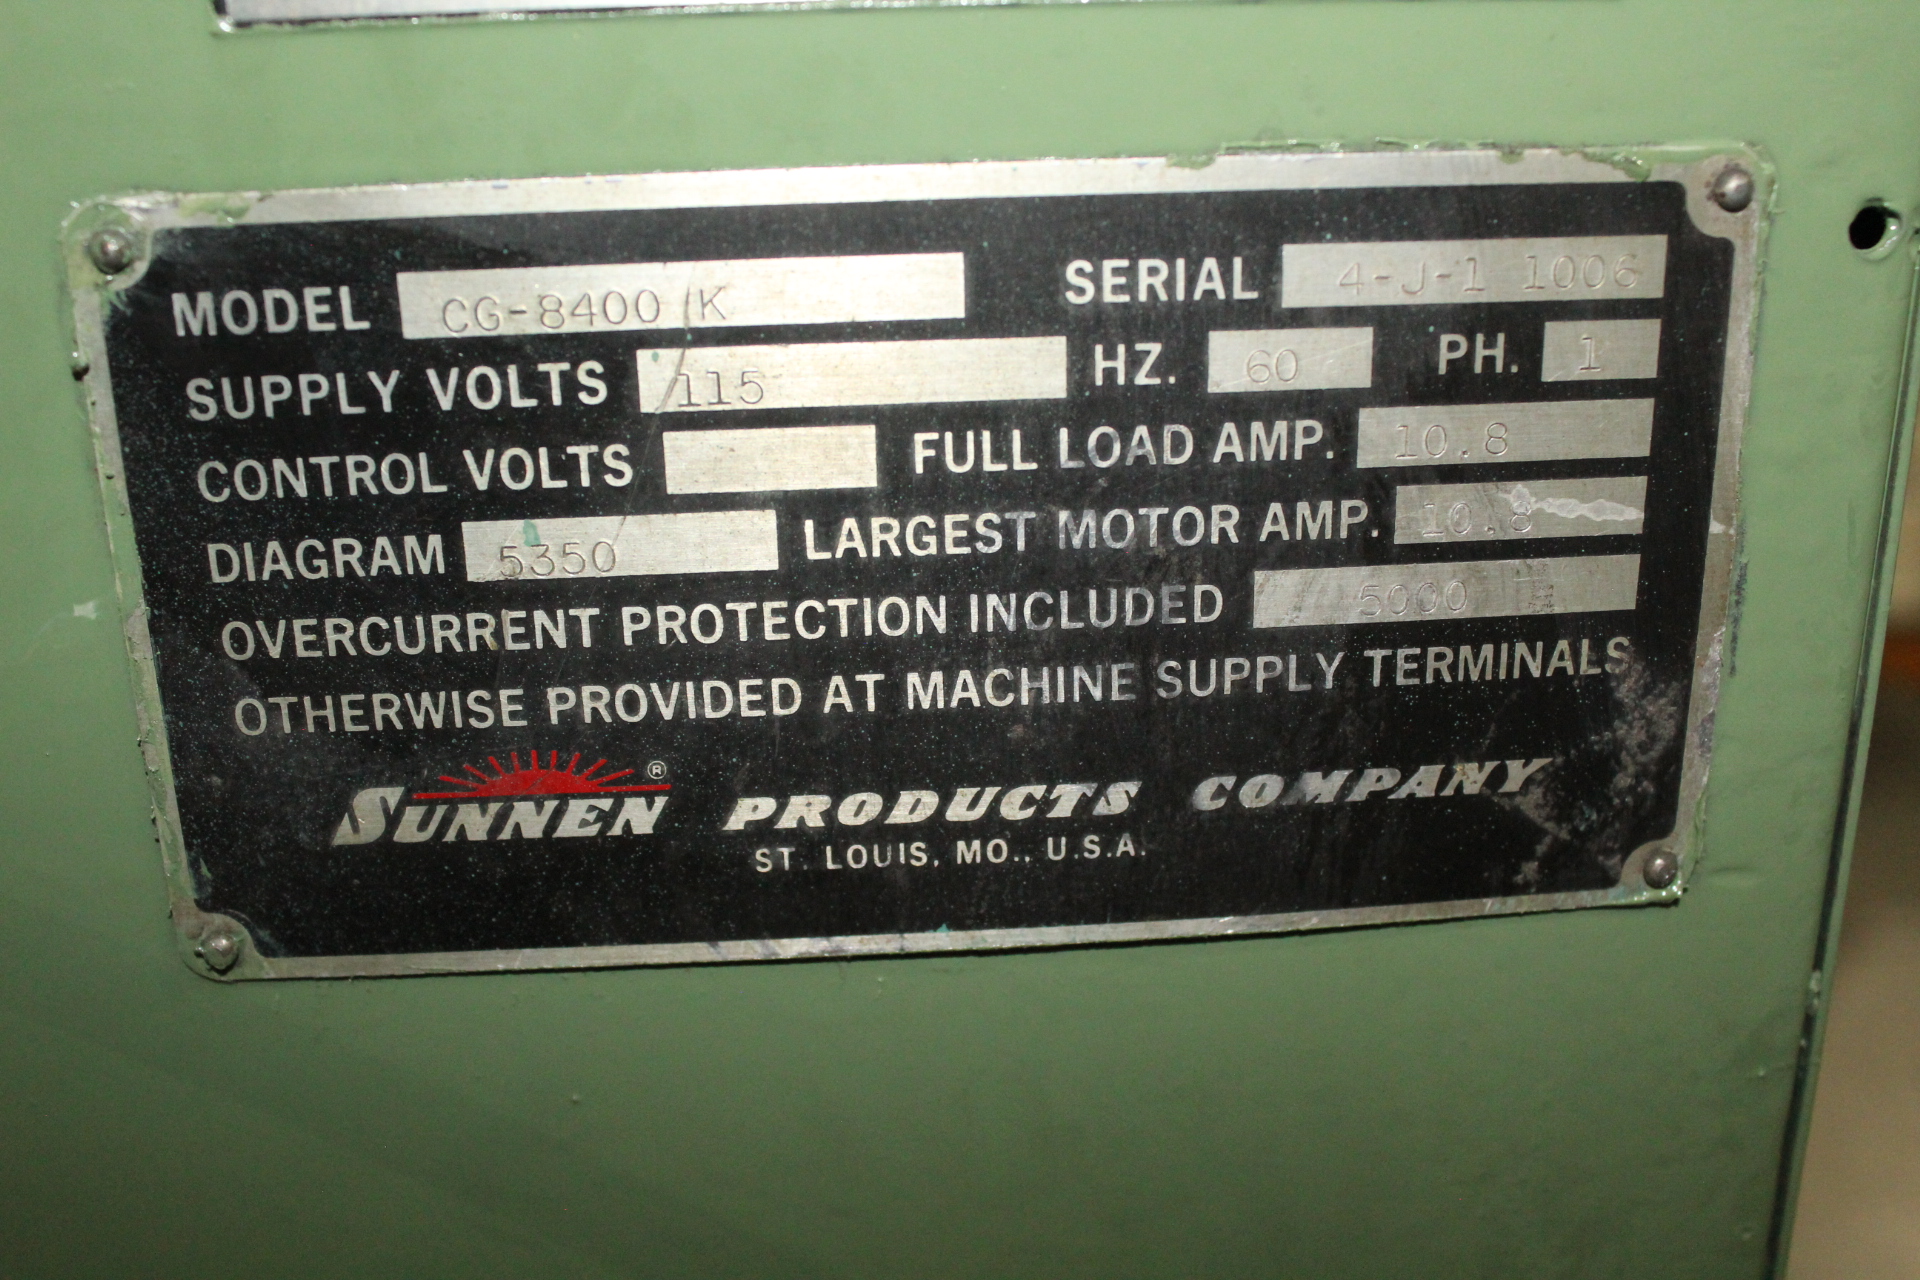 MODEL CG-8400 K SERIAL 4-J-1 1006
SUPPLY VOLTS 115 HZ. 60 PH. 1
CONTROL VOLTS FULL LOAD AMP. 10.8
DIAGRAM 5350 LARGEST MOTOR AMP. 10.8
OVERCURRENT PROTECTION INCLUDED 5000
OTHERWISE PROVIDED AT MACHINE SUPPLY TERMINALS
SUNNEN ® PRODUCTS COMPANY
ST. LOUIS, MO., U.S.A.